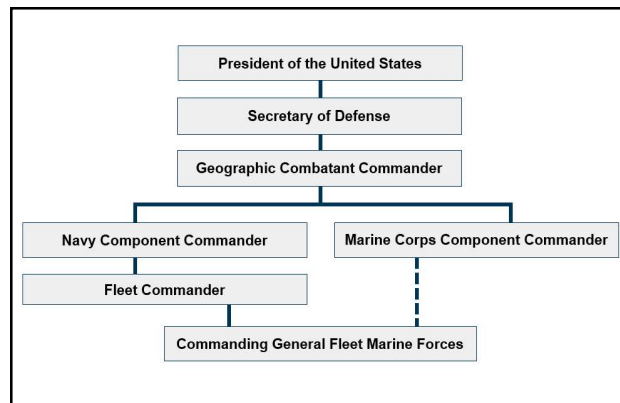 President of the United States
Secretary of Defense
Geographic Combatant Commander
Navy Component Commander
Marine Corps Component Commander
Fleet Commander
Commanding General Fleet Marine Forces